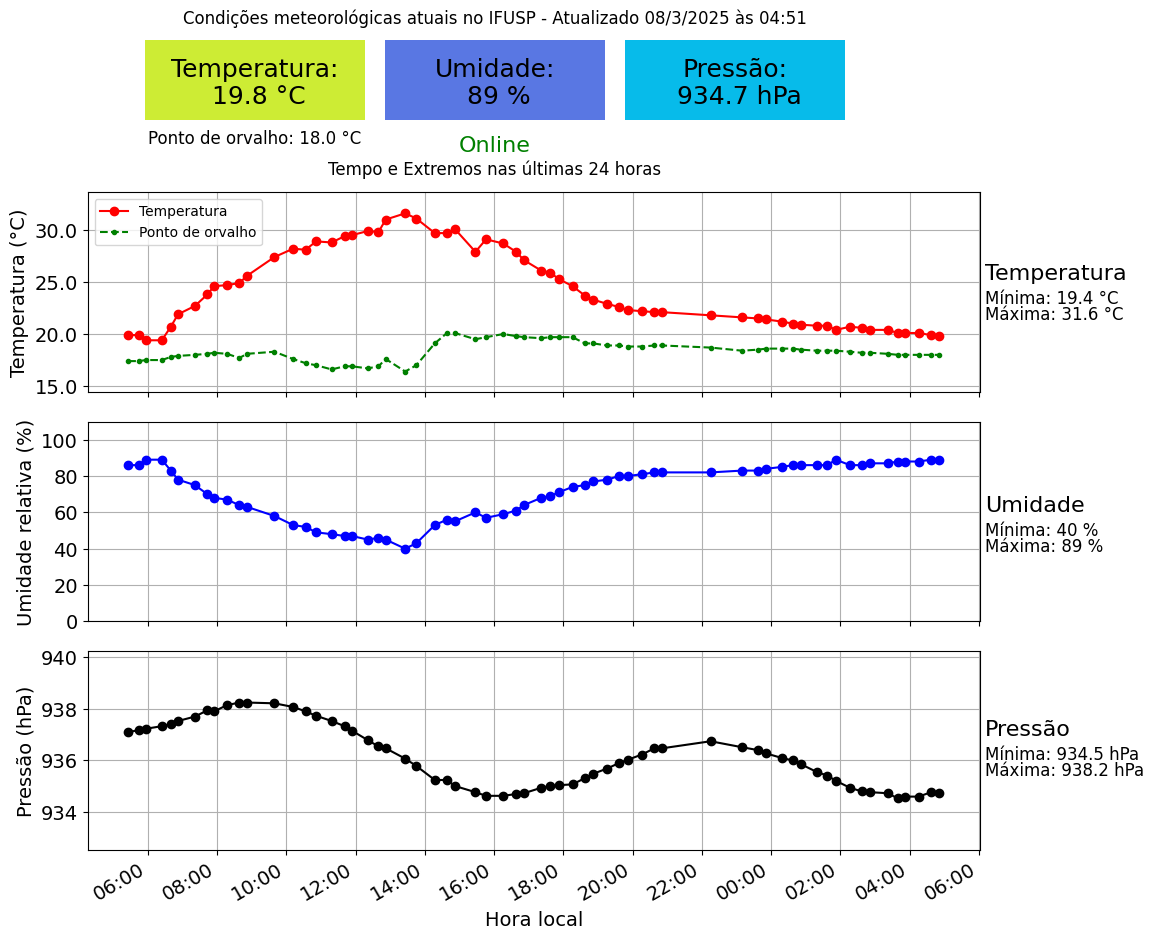 Condições meteorológicas atuais no IFUSP - Atualizado 08/3/2025 às 04:51
Temperatura:
19.8 °C
Umidade:
89 %
Pressão:
934.7 hPa
Ponto de orvalho: 18.0 °C
Online
Tempo e Extremos nas últimas 24 horas
Temperatura (°C)
30.0
25.0
20.0
15.0
Temperatura
Ponto de orvalho
Temperatura
Mínima: 19.4 °C
Máxima: 31.6 °C
Umidade relativa (%)
100
80
60
40
20
0
Umidade
Mínima: 40 %
Máxima: 89 %
Pressão (hPa)
940
938
936
934
Pressão
Mínima: 934.5 hPa
Máxima: 938.2 hPa
06:00 08:00 10:00 12:00 14:00 16:00 18:00 20:00 22:00 00:00 02:00 04:00 06:00
Hora local